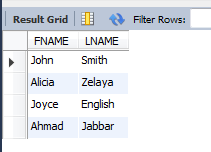 Result Grid Filter Rows:
FNAME LNAME
John Smith
Alicia Zelaya
Joyce English
Ahmad Jabbar